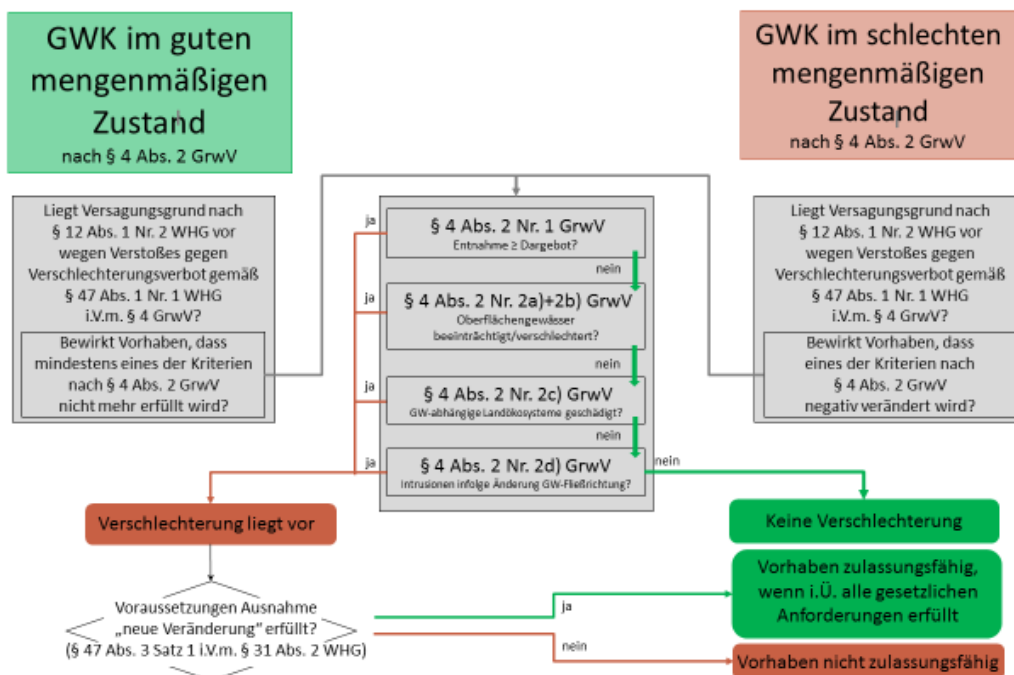 GWK im guten
mengenmäßigen
Zustand
nach § 4 Abs. 2 GrwV
GWK im schlechten
mengenmäßigen
Zustand
nach § 4 Abs. 2 GrwV
Liegt Versagungsgrund nach
§ 12 Abs. 1 Nr. 2 WHG vor
wegen Verstoßes gegen
Verschlechterungsverbot gemäß
§ 47 Abs. 1 Nr. 1 WHG
i.V.m. § 4 GrwV?
Bewirkt Vorhaben, dass
mindestens eines der Kriterien
nach § 4 Abs. 2 GrwV
nicht mehr erfüllt wird?
ja
§ 4 Abs. 2 Nr. 1 GrwV
Entnahme ≥ Dargebot?
nein
ja
§ 4 Abs. 2 Nr. 2a)+2b) GrwV
Oberflächengewässer
beeinträchtigt/verschlechtert?
nein
ja
§ 4 Abs. 2 Nr. 2c) GrwV
GW-abhängige Landökosysteme geschädigt?
nein
ja
§ 4 Abs. 2 Nr. 2d) GrwV
Intrusionen infolge Änderung GW-Fließrichtung?
nein
Liegt Versagungsgrund nach
§ 12 Abs. 1 Nr. 2 WHG vor
wegen Verstoßes gegen
Verschlechterungsverbot gemäß
§ 47 Abs. 1 Nr. 1 WHG
i.V.m. § 4 GrwV?
Bewirkt Vorhaben, dass
eines der Kriterien nach
§ 4 Abs. 2 GrwV
negativ verändert wird?
Verschlechterung liegt vor
Keine Verschlechterung
Voraussetzungen Ausnahme
„neue Veränderung“ erfüllt?
(§ 47 Abs. 3 Satz 1 i.V.m. § 31 Abs. 2 WHG)
ja
Vorhaben zulassungsfähig,
wenn i.Ü. alle gesetzlichen
Anforderungen erfüllt
nein
Vorhaben nicht zulassungsfähig